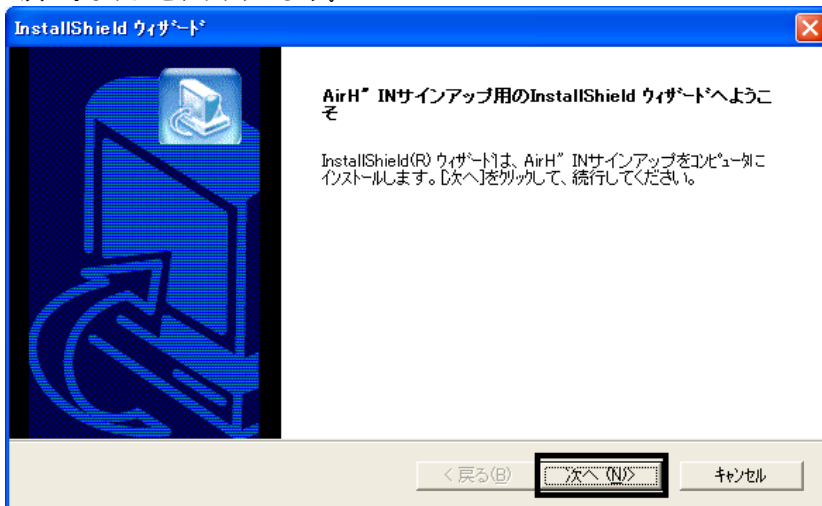 InstallShield ウィザード
AirH" INサインアップ用のInstallShield ウィザードへようこ
そ
InstallShield(R) ウィザードは、AirH" INサインアップをコンピュータに
インストールします。[次へ]をクリックして、続行してください。
< 戻る(B)
次へ (N)>
キャンセル